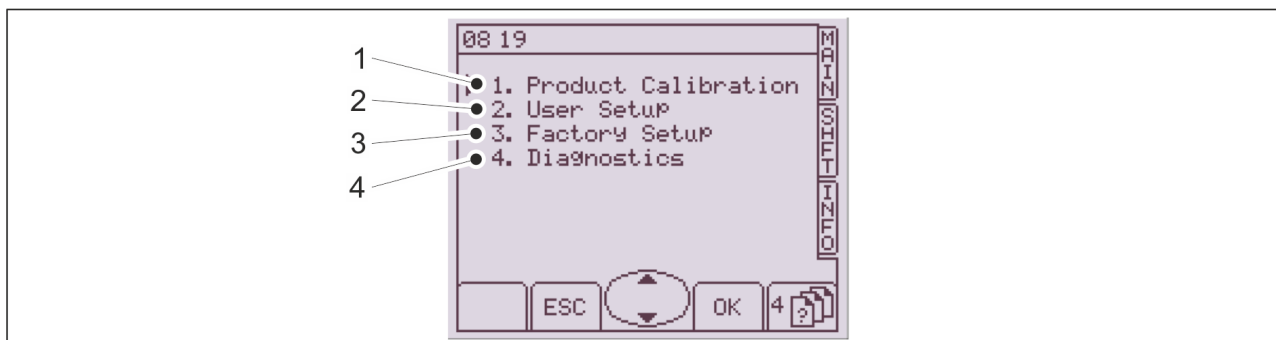 08 19
1
2
3
4
1. Product Calibration
2. User Setup
3. Factory Setup
4. Diagnostics
MAIN
SHFT
INFO
ESC
OK
4
?